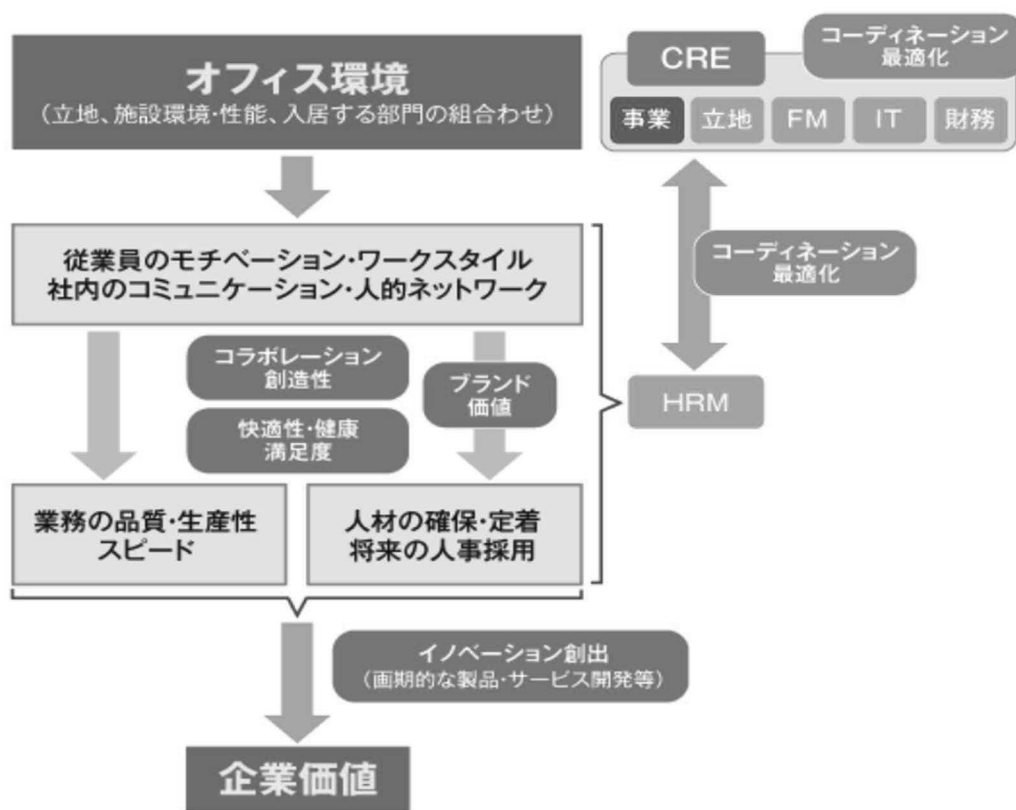 オフィス環境
（立地、施設環境・性能、入居する部門の組合わせ）
コーディネーション
最適化
CRE
事業
立地
FM
IT
財務
従業員のモチベーション・ワークスタイル
社内のコミュニケーション・人的ネットワーク
コーディネーション
最適化
コラボレーション
創造性
ブランド
価値
快適性・健康
満足度
HRM
業務の品質・生産性
スピード
人材の確保・定着
将来の人事採用
イノベーション創出
（画期的な製品・サービス開発等）
企業価値